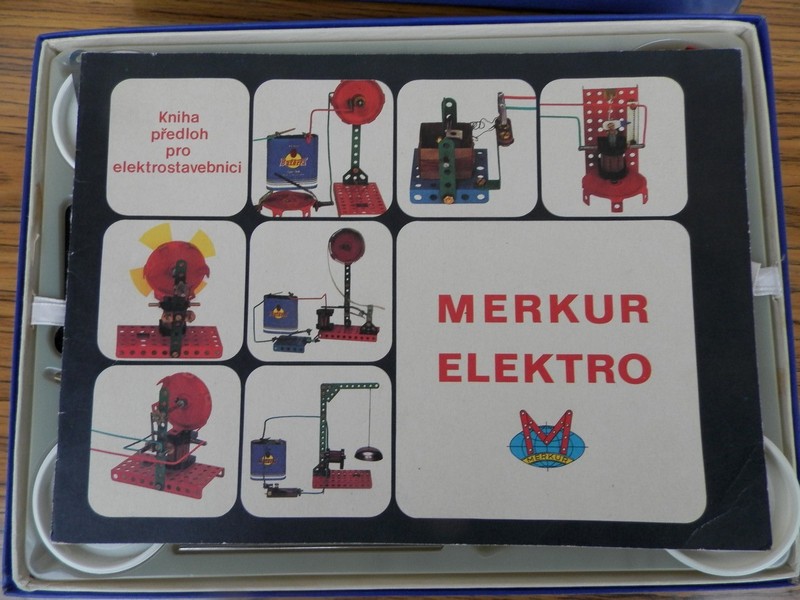 Kniha
předloh
pro
elektrostavebnici
MERKUR
ELEKTRO
MERKUR